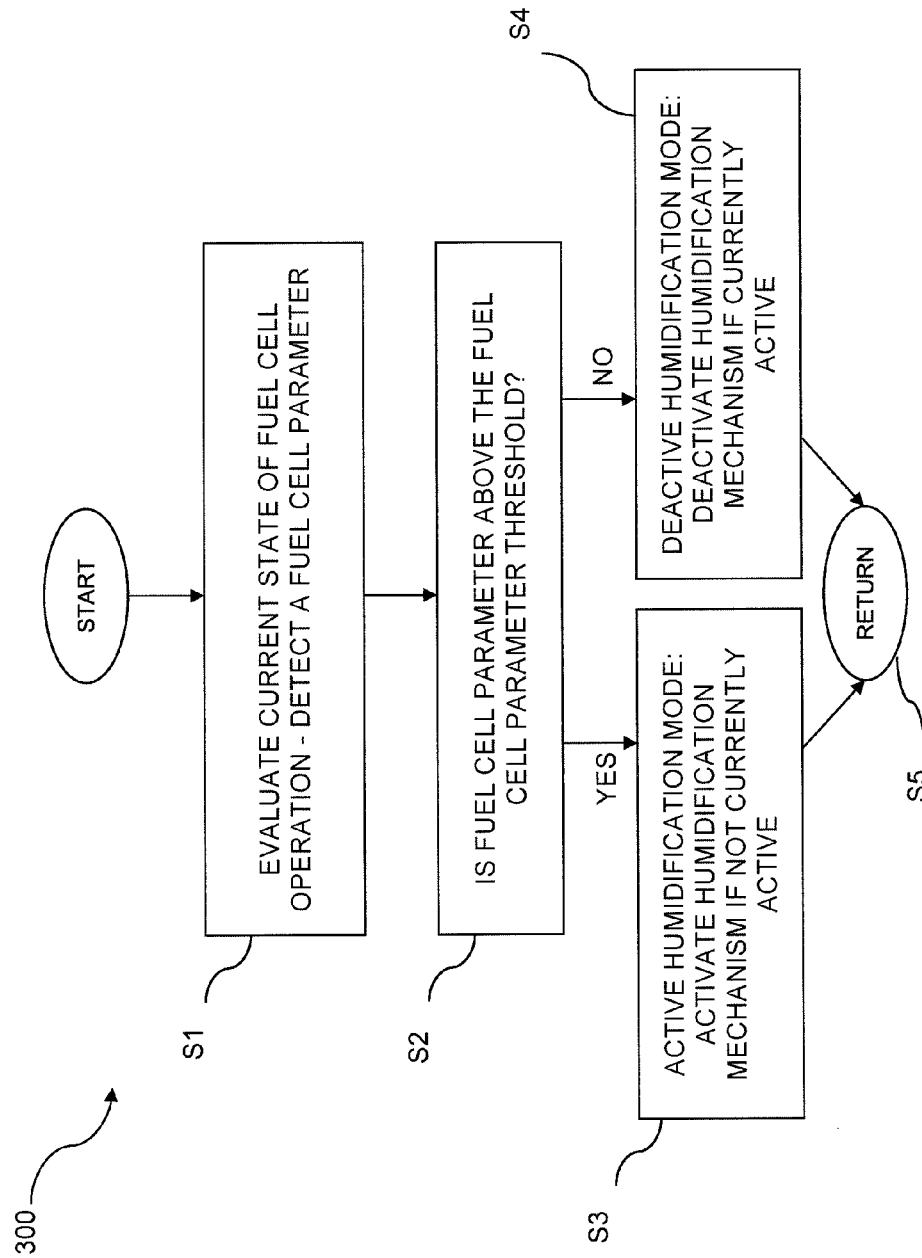 300
START
S1
EVALUATE CURRENT STATE OF FUEL CELL
OPERATION - DETECT A FUEL CELL PARAMETER
S2
IS FUEL CELL PARAMETER ABOVE THE FUEL
CELL PARAMETER THRESHOLD?
YES
NO
S3
ACTIVE HUMIDIFICATION MODE:
ACTIVATE HUMIDIFICATION
MECHANISM IF NOT CURRENTLY
ACTIVE
S4
DEACTIVE HUMIDIFICATION MODE:
DEACTIVATE HUMIDIFICATION
MECHANISM IF CURRENTLY
ACTIVE
RETURN
S5